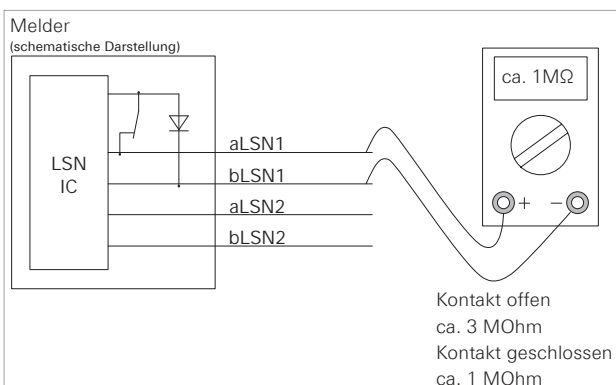 Melder
(schematische Darstellung)
LSN
IC
aLSN1
bLSN1
aLSN2
bLSN2
ca. 1MΩ
+ −
Kontakt offen
ca. 3 MOhm
Kontakt geschlossen
ca. 1 MOhm